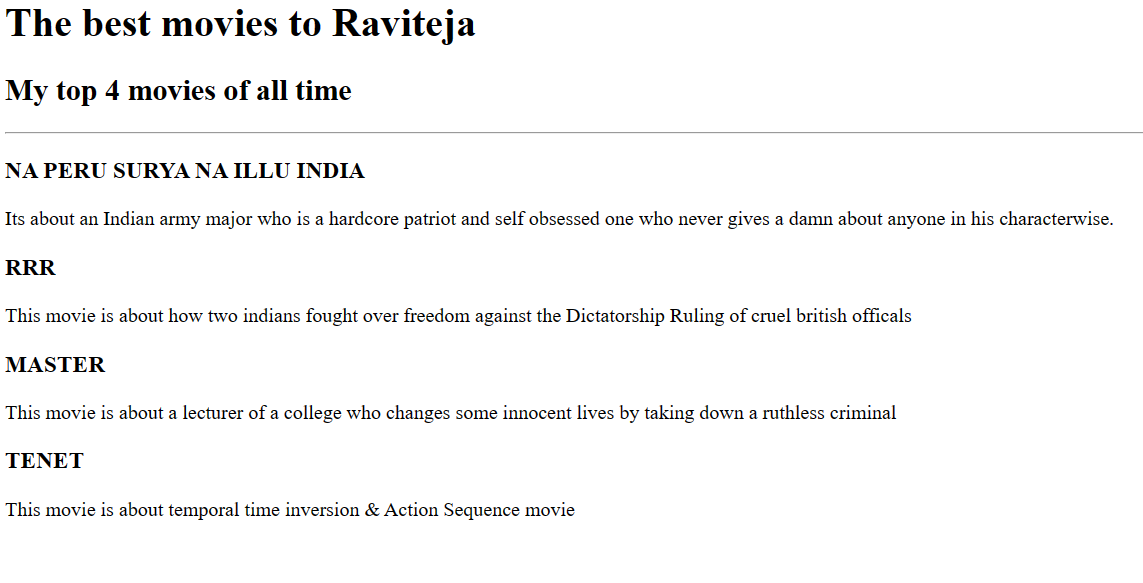 The best movies to Raviteja
My top 4 movies of all time
NA PERU SURYA NA ILLU INDIA
Its about an Indian army major who is a hardcore patriot and self obsessed one who never gives a damn about anyone in his characterwise.
RRR
This movie is about how two indians fought over freedom against the Dictatorship Ruling of cruel british officals
MASTER
This movie is about a lecturer of a college who changes some innocent lives by taking down a ruthless criminal
TENET
This movie is about temporal time inversion & Action Sequence movie